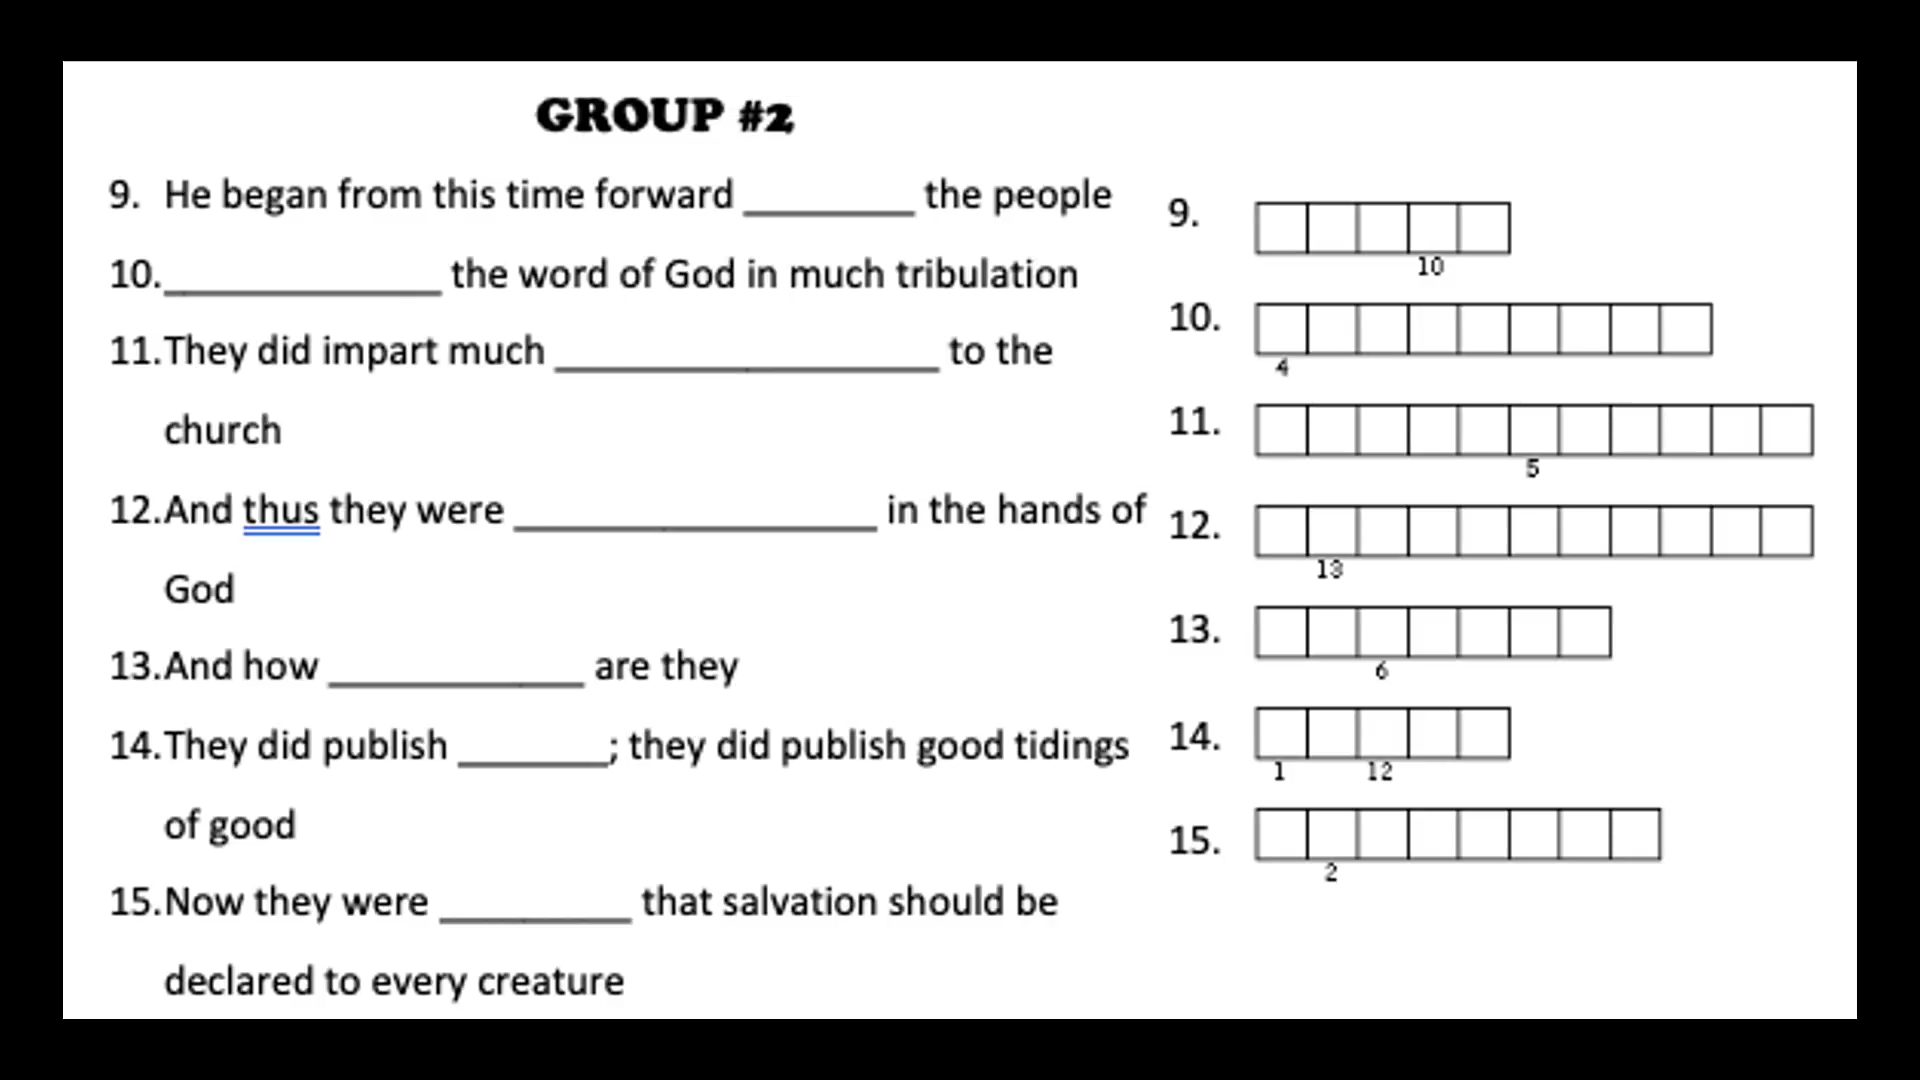 GROUP #2
9. He began from this time forward ________ the people
10._____________ the word of God in much tribulation
11.They did impart much __________________ to the
church
12.And thus they were _________________ in the hands of
God
13.And how ____________ are they
14.They did publish _______; they did publish good tidings
of good
15.Now they were _________ that salvation should be
declared to every creature
9.
10
10.
4
11.
5
12.
13
13.
6
14.
1 12
15.
2